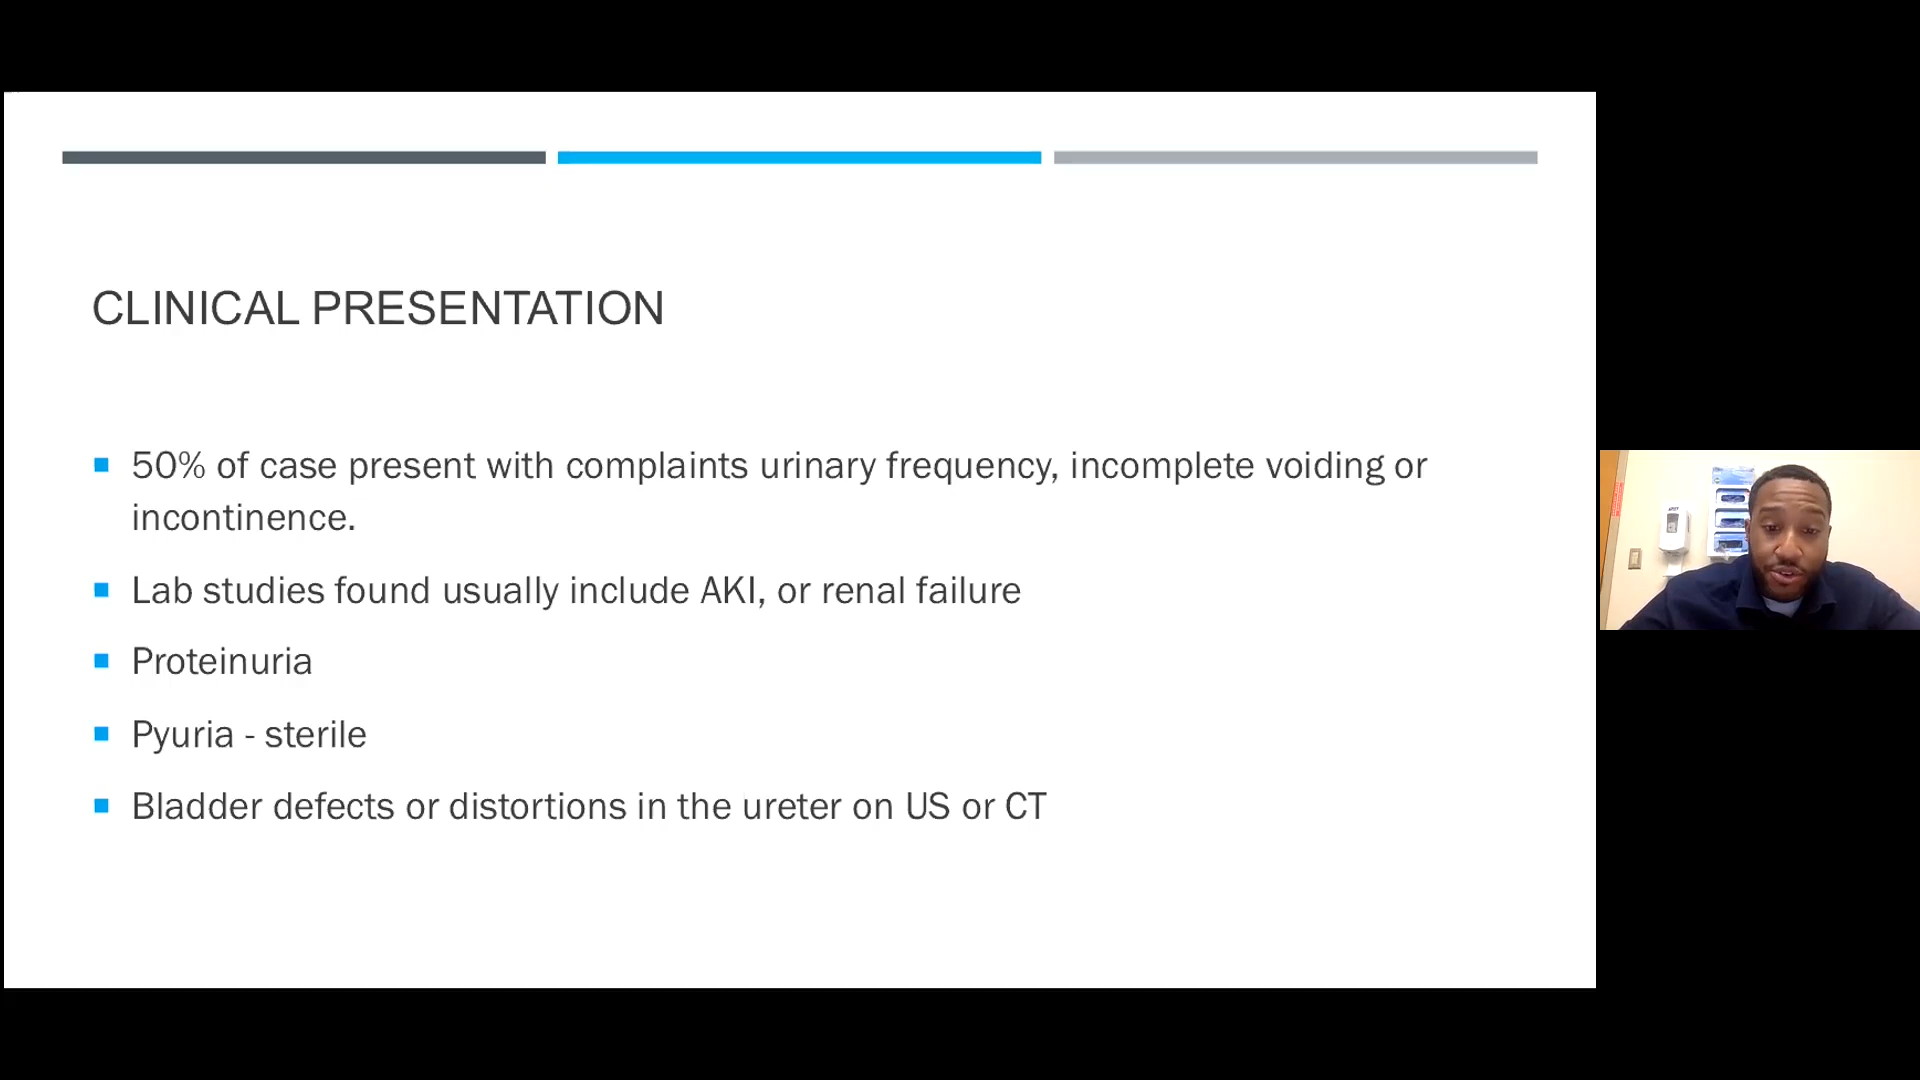 CLINICAL PRESENTATION
50% of case present with complaints urinary frequency, incomplete voiding or
incontinence.
Lab studies found usually include AKI, or renal failure
Proteinuria
Pyuria - sterile
Bladder defects or distortions in the ureter on US or CT